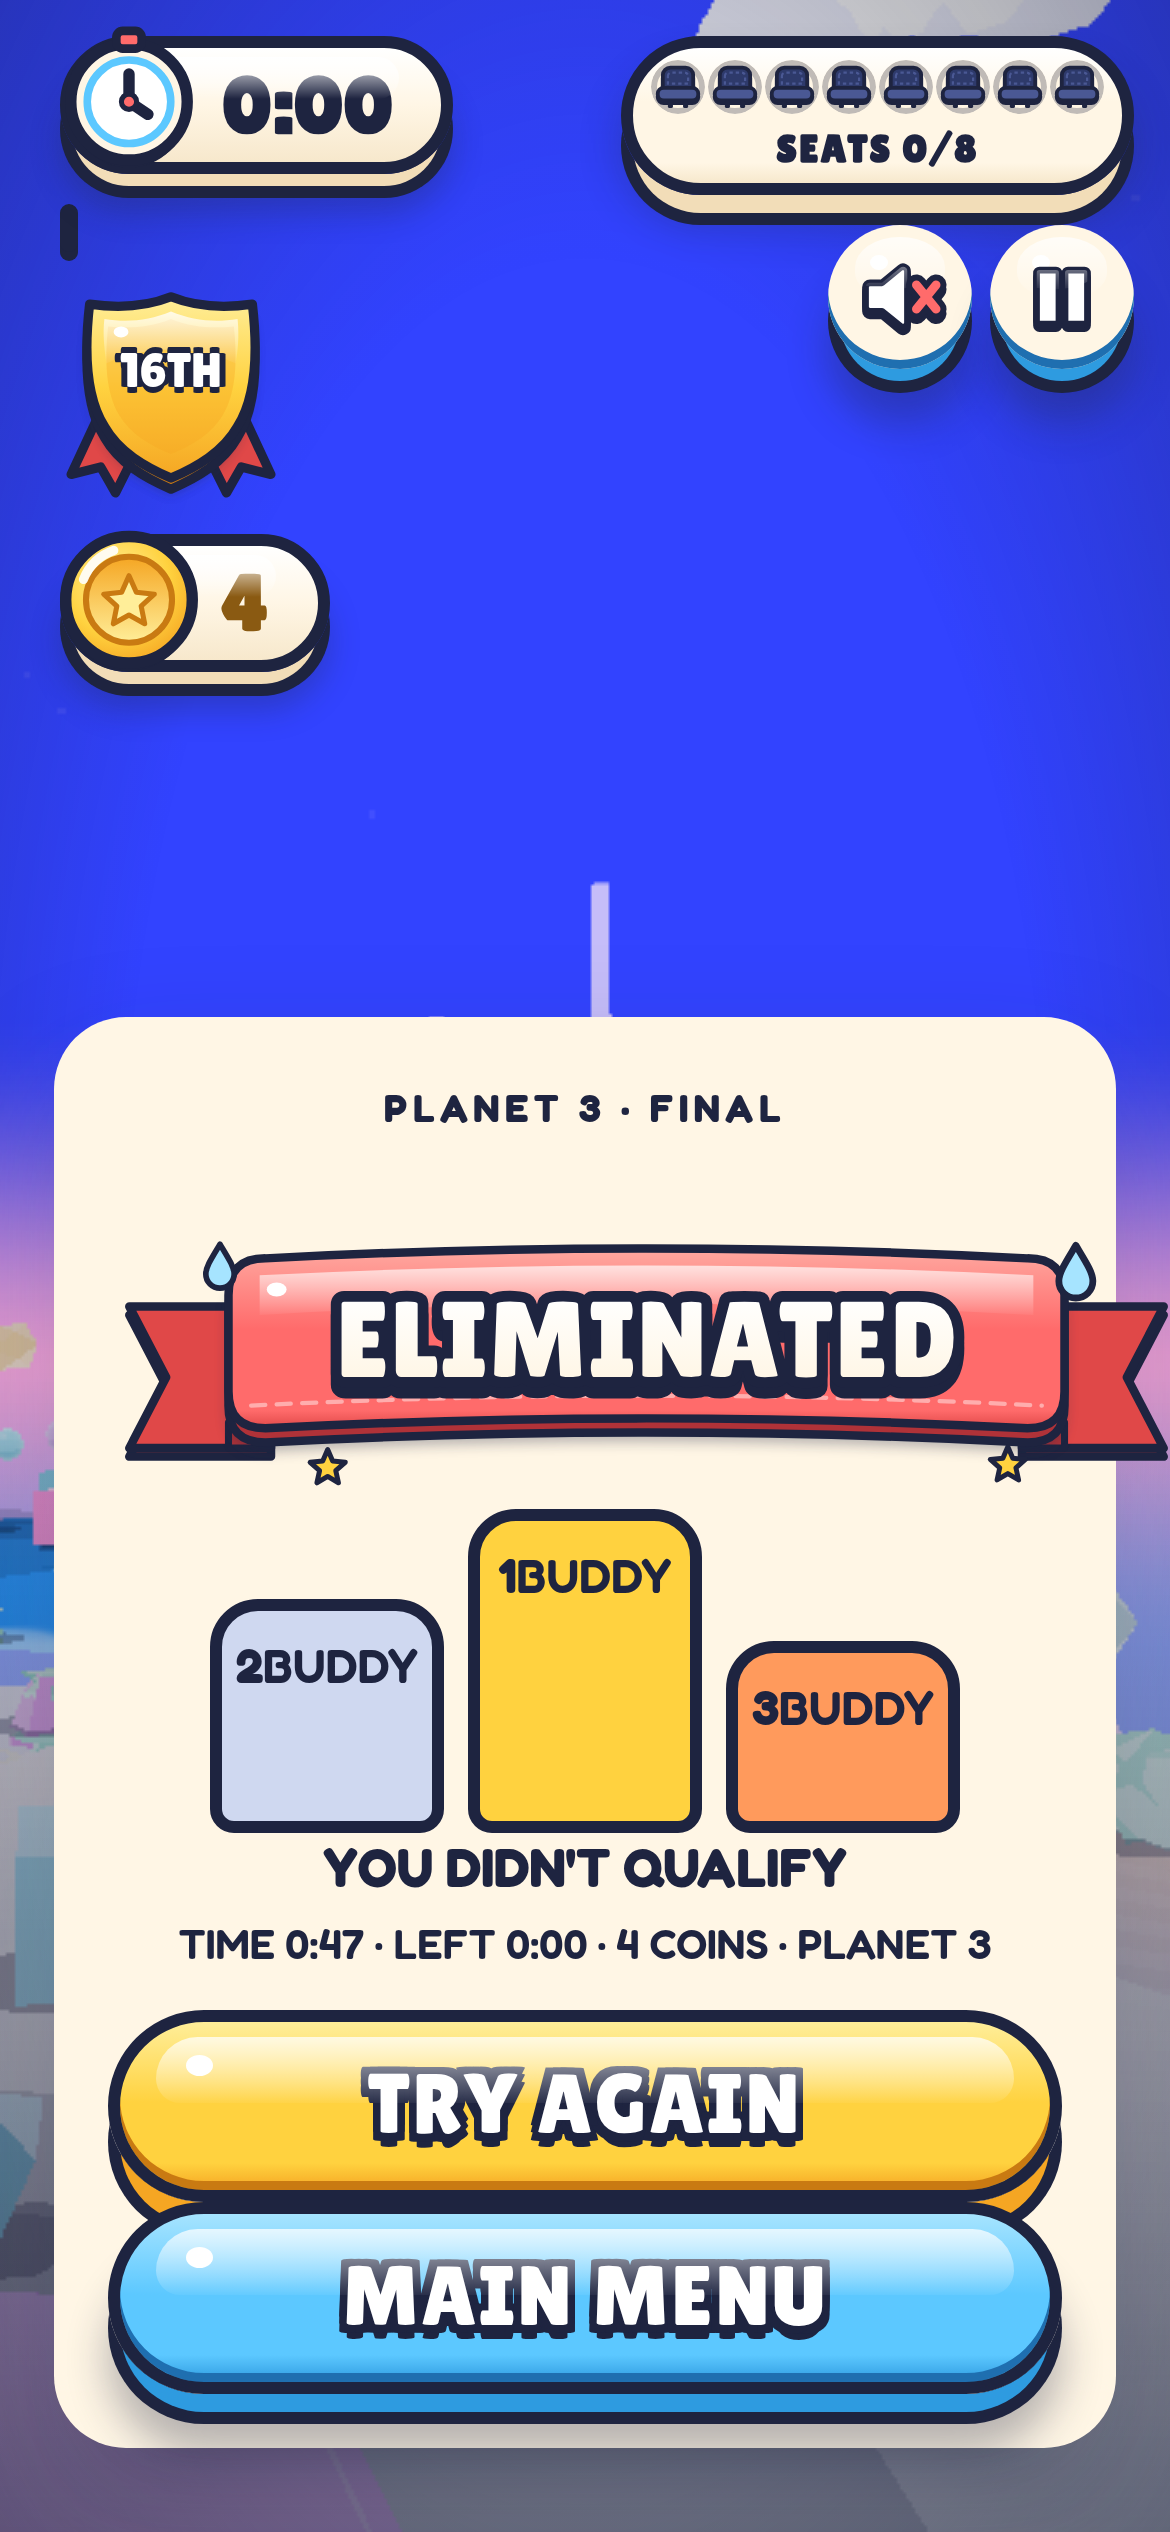 0:00
SEATS 0/8
16TH
4
PLANET 3 · FINAL
ELIMINATED
1BUDDY
2BUDDY
3BUDDY
YOU DIDN'T QUALIFY
TIME 0:47 · LEFT 0:00 · 4 COINS · PLANET 3
TRY AGAIN
MAIN MENU